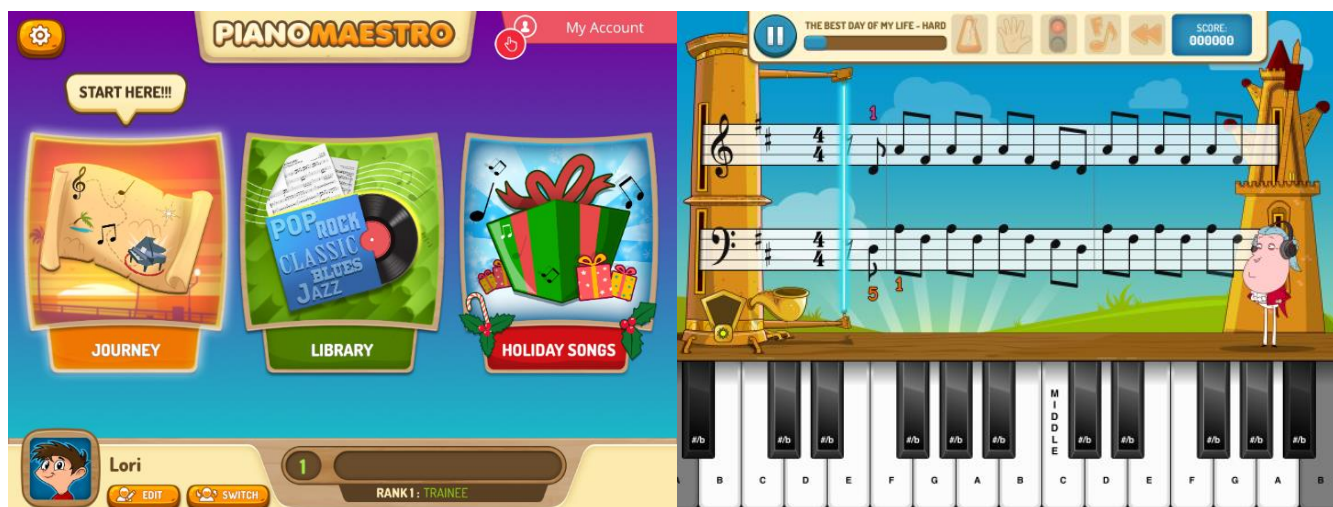 PIANOMAESTRO
My Account
START HERE!!!
POP ROCK
CLASSIC
BLUES
JAZZ
JOURNEY
LIBRARY
HOLIDAY SONGS
Lori
EDIT
SWITCH
1
RANK 1 : TRAINEE
THE BEST DAY OF MY LIFE - HARD
SCORE:
000000
1
4
4
4
4
5
1
MIDDLE
#/b #/b #/b #/b #/b #/b #/b #/b #/b #/b #/b
B C D E F G A B C D E F G A B